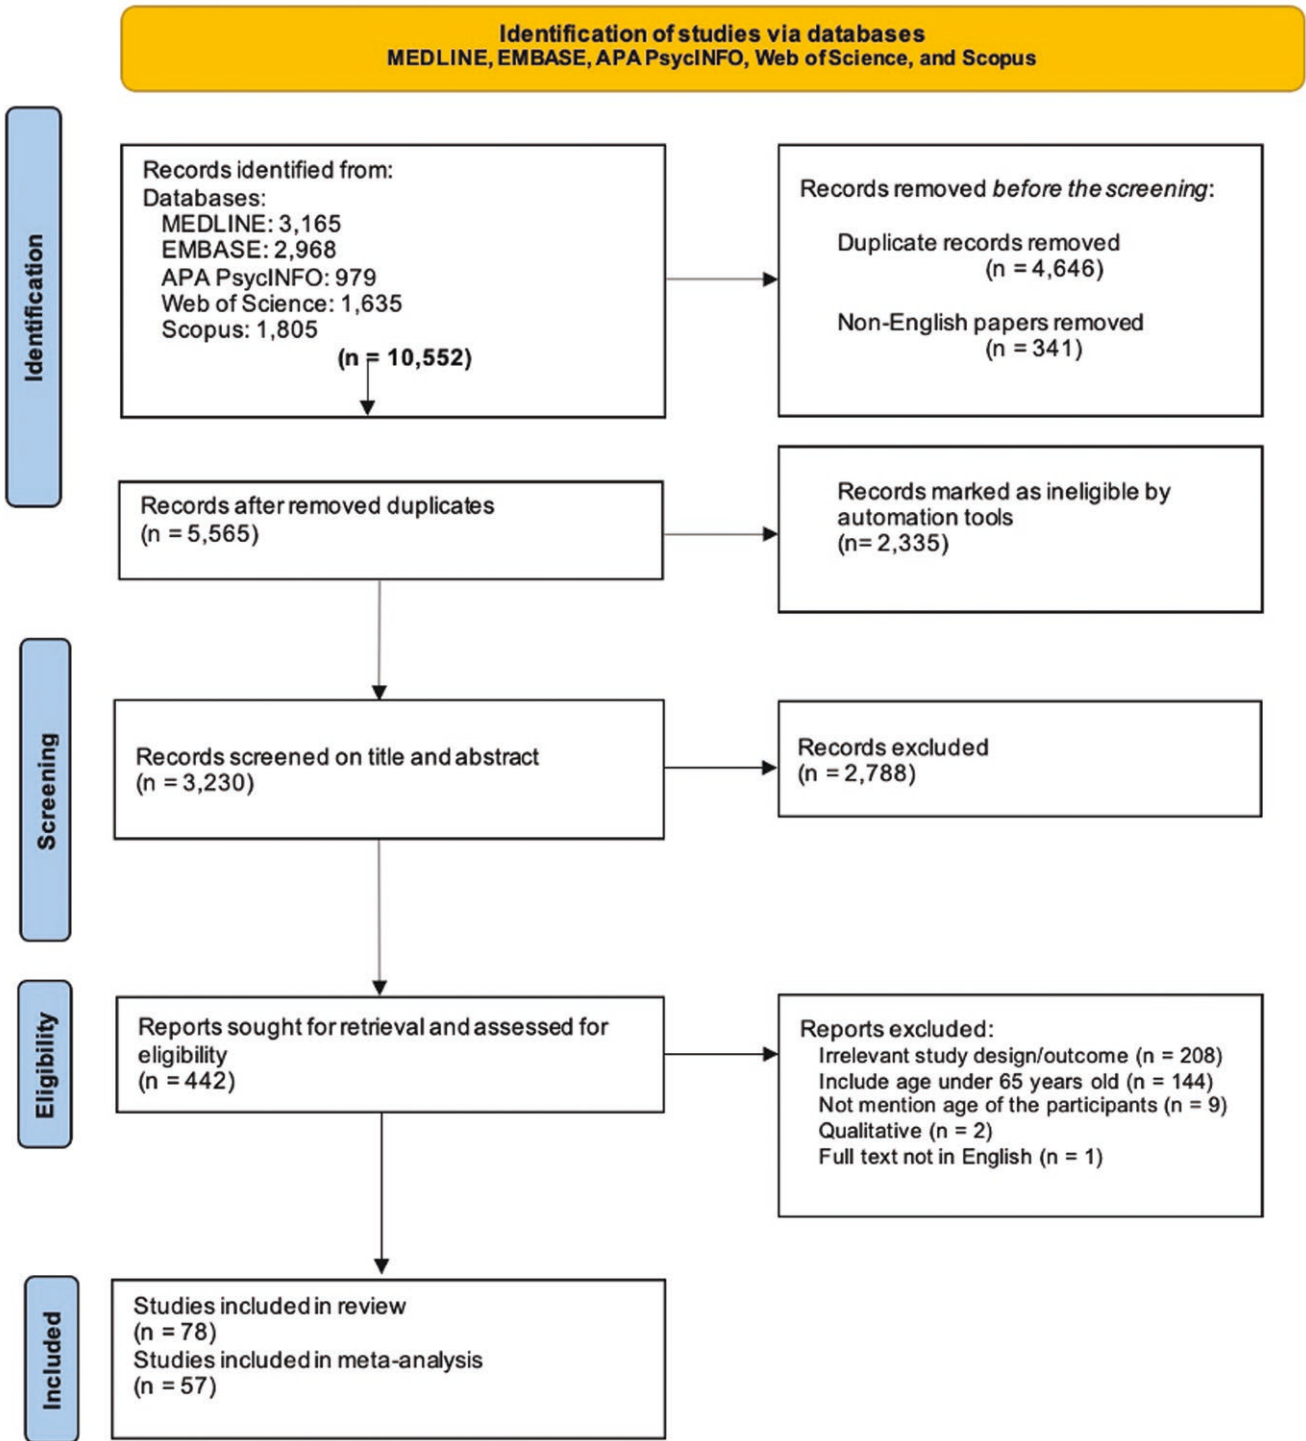 Identification of studies via databases
MEDLINE, EMBASE, APA PsycINFO, Web of Science, and Scopus
Identification
Records identified from:
Databases:
MEDLINE: 3,165
EMBASE: 2,968
APA PsycINFO: 979
Web of Science: 1,635
Scopus: 1,805
(n = 10,552)
Records removed before the screening:
Duplicate records removed
(n = 4,646)
Non-English papers removed
(n = 341)
Records after removed duplicates
(n = 5,565)
Records marked as ineligible by
automation tools
(n= 2,335)
Screening
Records screened on title and abstract
(n = 3,230)
Records excluded
(n = 2,788)
Eligibility
Reports sought for retrieval and assessed for
eligibility
(n = 442)
Reports excluded:
Irrelevant study design/outcome (n = 208)
Include age under 65 years old (n = 144)
Not mention age of the participants (n = 9)
Qualitative (n = 2)
Full text not in English (n = 1)
Included
Studies included in review
(n = 78)
Studies included in meta-analysis
(n = 57)